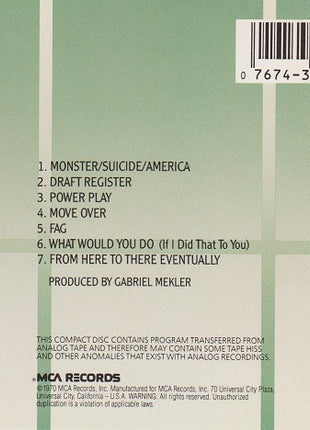 0 7674-3
1. MONSTER/SUICIDE/AMERICA
2. DRAFT REGISTER
3. POWER PLAY
4. MOVE OVER
5. FAG
6. WHAT WOULD YOU DO (If I Did That To You)
7. FROM HERE TO THERE EVENTUALLY
PRODUCED BY GABRIEL MEKLER
THIS COMPACT DISC CONTAINS PROGRAM TRANSFERRED FROM
ANALOG TAPE AND THEREFORE MAY CONTAIN SOME TAPE HISS
AND OTHER ANOMALIES THAT EXIST WITH ANALOG RECORDINGS.
MCA RECORDS
©1970 MCA Records, Inc. Manufactured for MCA Records, Inc. 70 Universal City Plaza,
Universal City, California – U.S.A. WARNING: All rights reserved. Unauthorized
duplication is a violation of applicable laws.